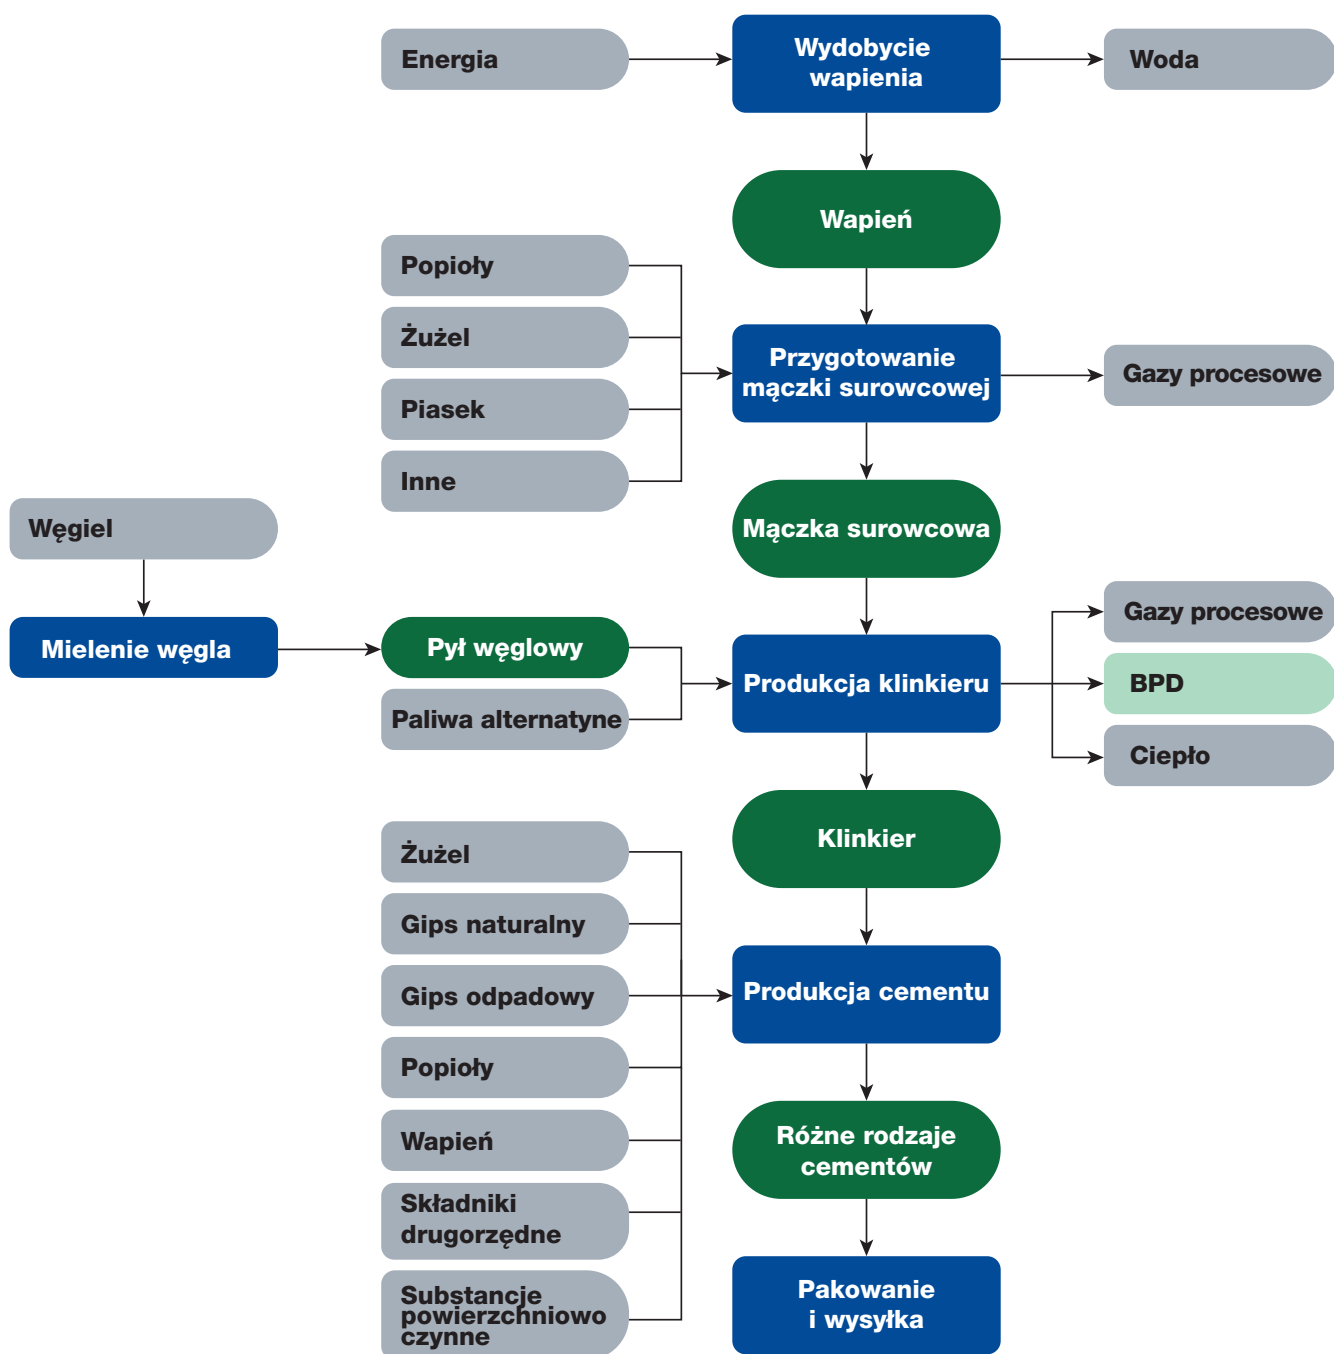 Energia
Wydobycie
wapienia
Woda
Wapień
Popioły
Żużel
Piasek
Inne
Przygotowanie
mączki surowcowej
Gazy procesowe
Mączka surowcowa
Węgiel
Mielenie węgla
Pył węglowy
Paliwa alternatyne
Produkcja klinkieru
Gazy procesowe
BPD
Ciepło
Klinkier
Żużel
Gips naturalny
Gips odpadowy
Popioły
Wapień
Składniki
drugorzędne
Substancje
powierzchniowo
czynne
Produkcja cementu
Różne rodzaje
cementów
Pakowanie
i wysyłka